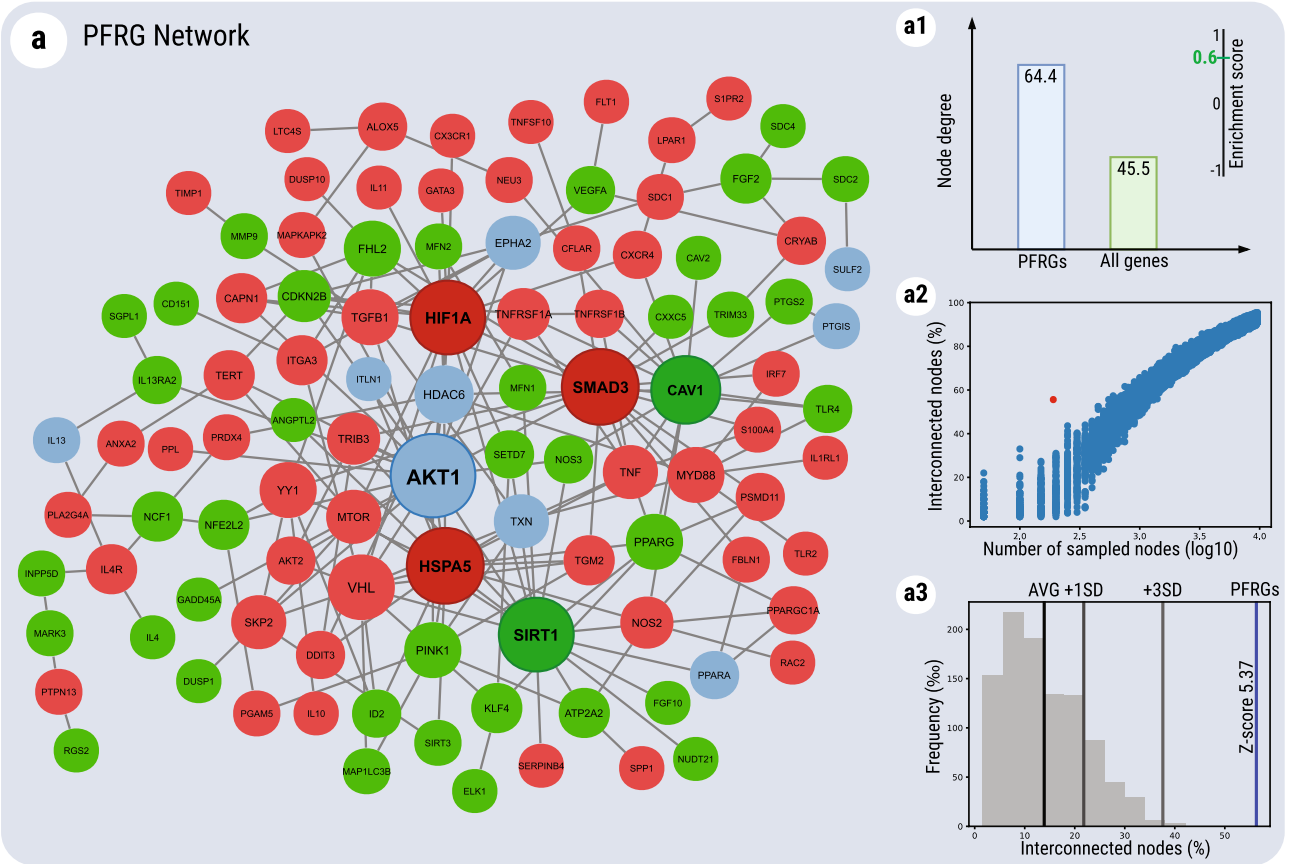 a PFRG Network
FLT1
S1PR2
LTC4S
ALOX5
CX3CR1
TNFSF10
LPAR1
SDC4
TIMP1
DUSP10
IL11
GATA3
NEU3
VEGFA
SDC1
FGF2
SDC2
MMP9
MAPKAPK2
FHL2
MFN2
EPHA2
CFLAR
CXCR4
CAV2
CRYAB
SULF2
SGPL1
CD151
CAPN1
CDKN2B
TGFB1
HIF1A
TNFRSF1A
TNFRSF1B
CXXC5
TRIM33
PTGS2
PTGIS
IL13RA2
TERT
ITGA3
ITLN1
HDAC6
MFN1
SMAD3
CAV1
IRF7
TLR4
IL13
ANXA2
PPL
PRDX4
ANGPTL2
TRIB3
AKT1
SETD7
NOS3
TNF
MYD88
S100A4
IL1RL1
PLA2G4A
NCF1
NFE2L2
YY1
MTOR
TXN
PPARG
PSMD11
INPP5D
IL4R
AKT2
VHL
HSPA5
TGM2
FBLN1
TLR2
MARK3
IL4
GADD45A
SKP2
DDIT3
PINK1
SIRT1
NOS2
PPARGC1A
PTPN13
DUSP1
PPARA
RAC2
RGS2
PGAM5
IL10
ID2
KLF4
ATP2A2
FGF10
MAP1LC3B
SIRT3
ELK1
SERPINB4
SPP1
NUDT21
a1
Node degree
64.4
45.5
PFRGs
All genes
1
0.6
0
-1
Enrichment score
a2
Interconnected nodes (%)
100
80
60
40
20
0
2,0
2,5
3,0
3,5
4,0
Number of sampled nodes (log10)
a3
AVG +1SD
+3SD
PFRGs
Frequency (‰)
200
150
100
50
0
Z-score 5.37
0
10
20
30
40
50
Interconnected nodes (%)